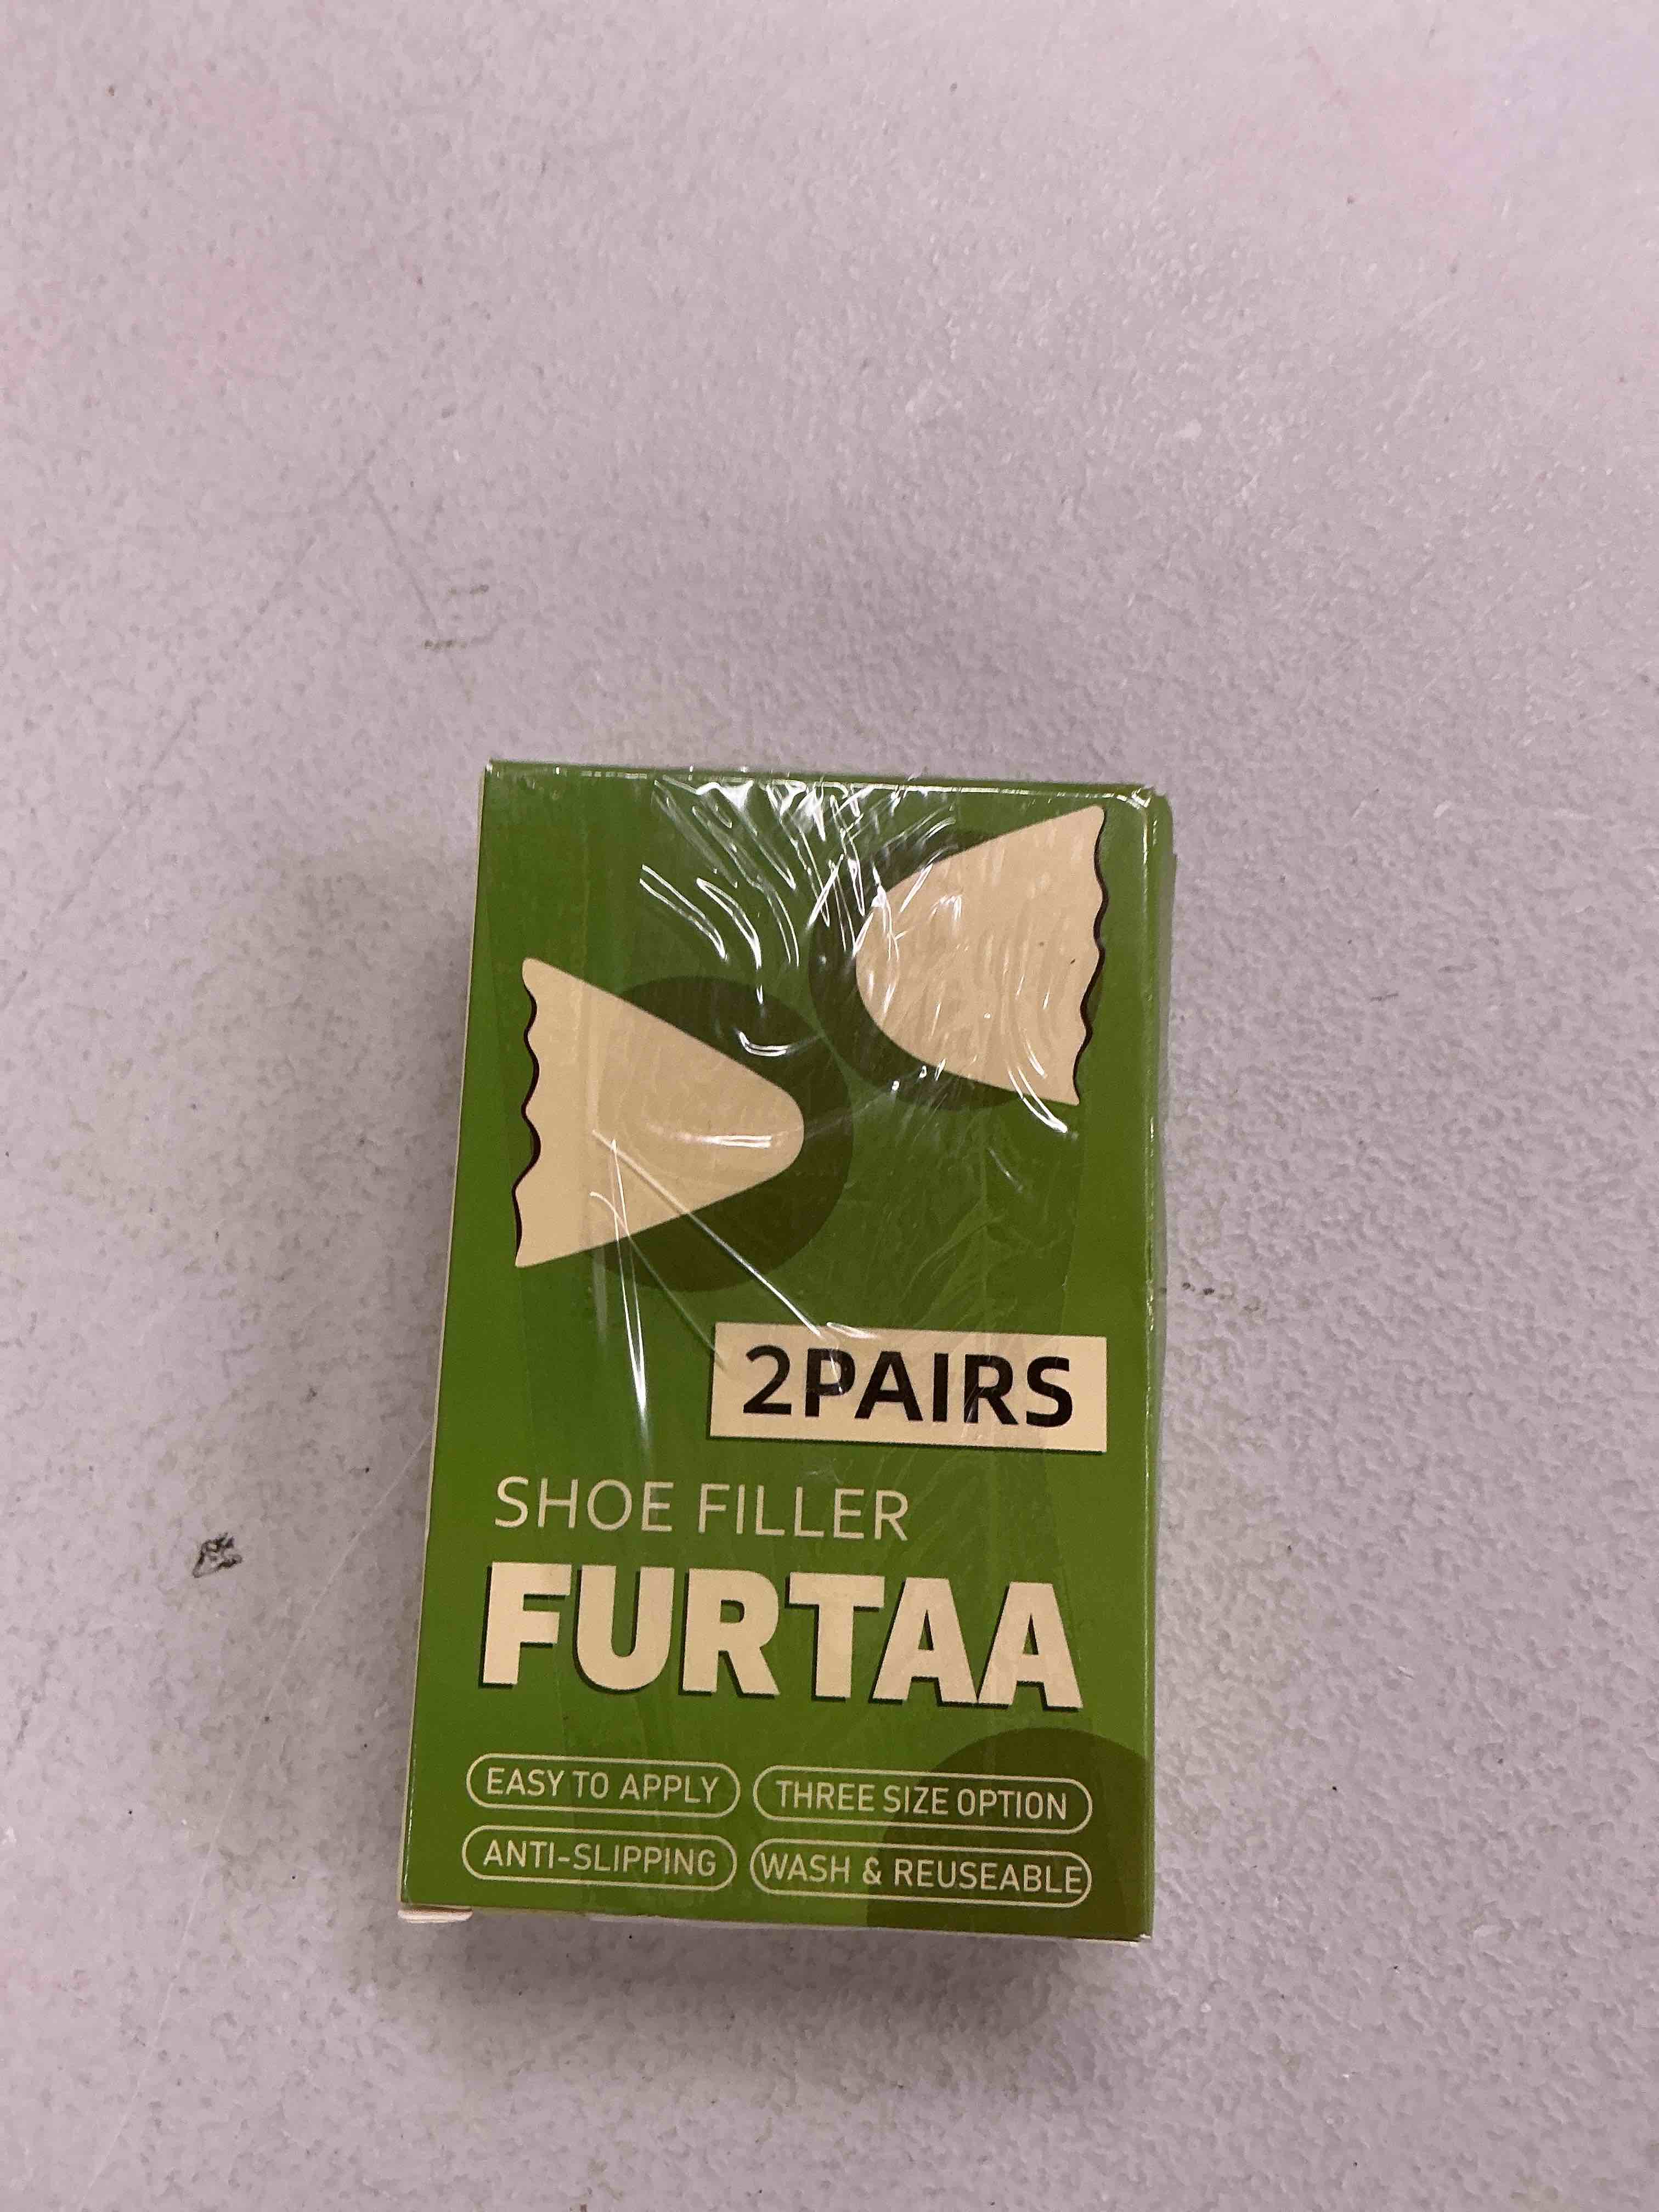 2PAIRS
SHOE FILLER
FURTAA
EASY TO APPLY
THREE SIZE OPTION
ANTI-SLIPPING
WASH & REUSEABLE